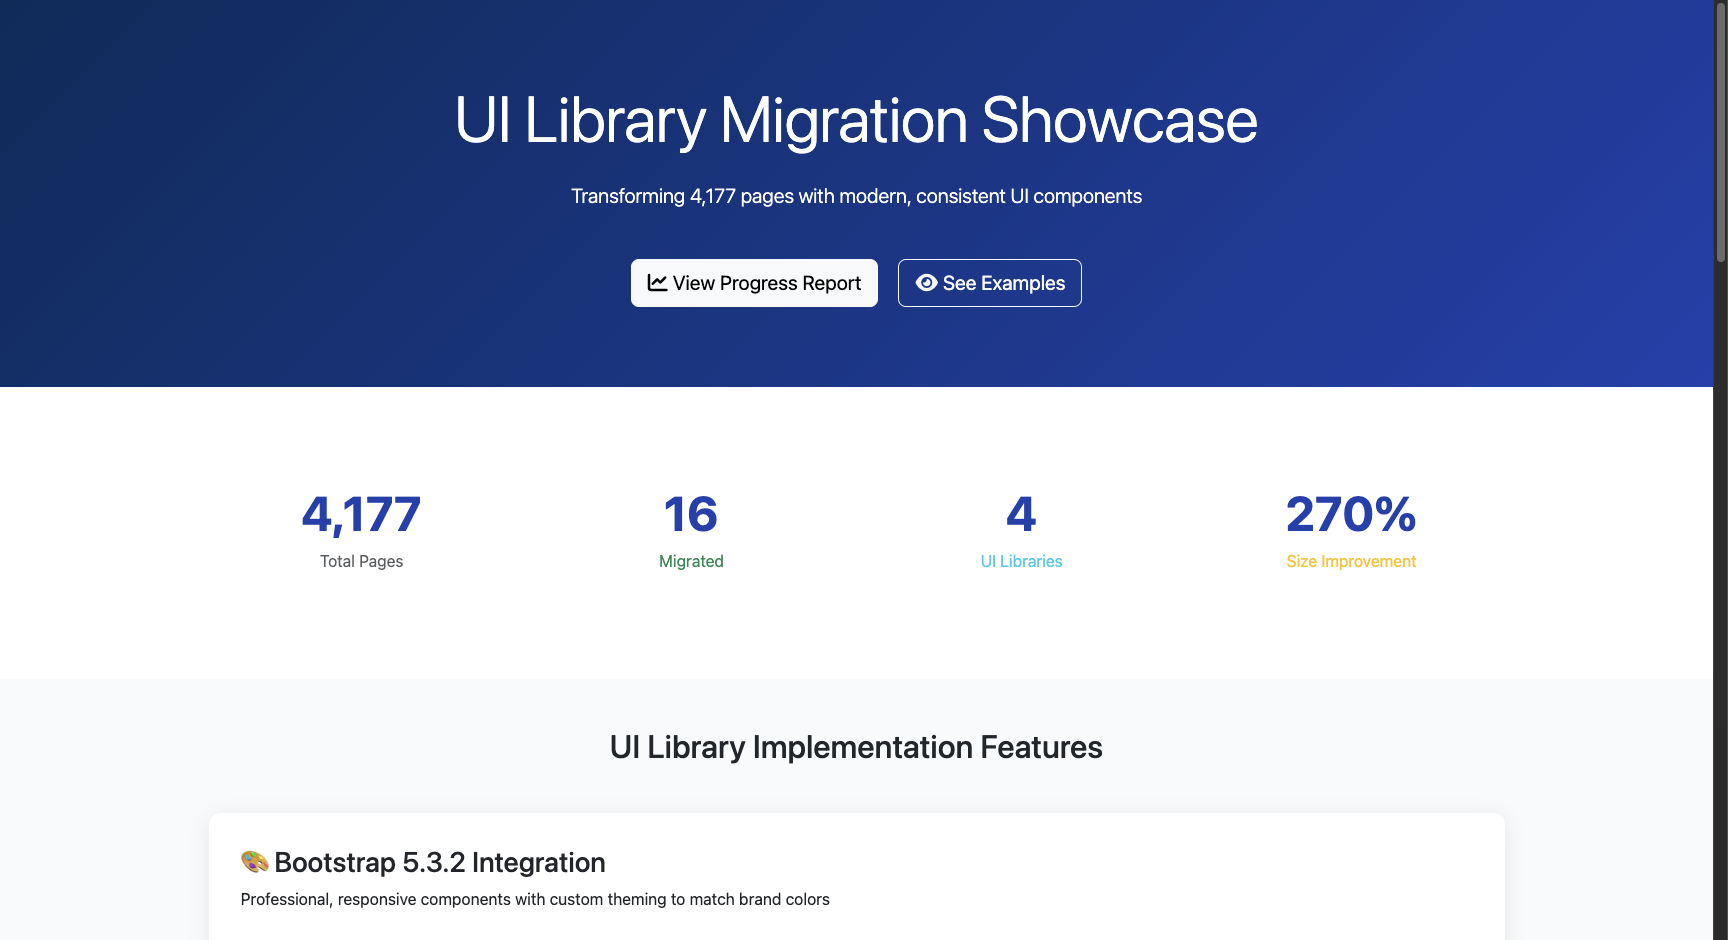 UI Library Migration Showcase
Transforming 4,177 pages with modern, consistent UI components
View Progress Report
See Examples
4,177
16
4
270%
Total Pages
Migrated
UI Libraries
Size Improvement
UI Library Implementation Features
🎨 Bootstrap 5.3.2 Integration
Professional, responsive components with custom theming to match brand colors